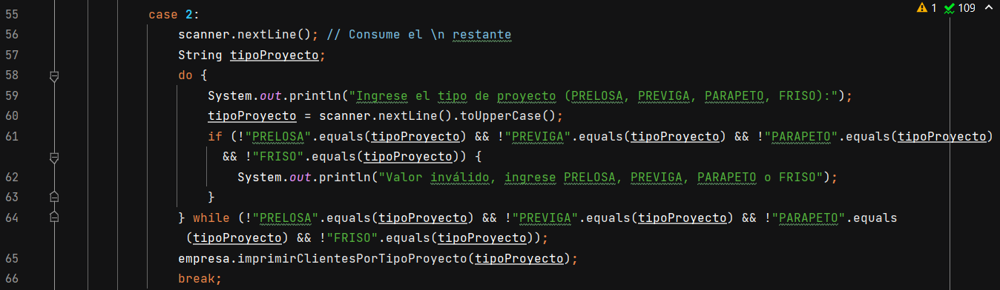 1 109
55 case 2:
56 scanner.nextLine(); // Consume el \n restante
57 String tipoProyecto;
58 do {
59 System.out.println("Ingrese el tipo de proyecto (PRELOSA, PREVIGA, PARAPETO, FRISO):");
60 tipoProyecto = scanner.nextLine().toUpperCase();
61 if (!"PRELOSA".equals(tipoProyecto) && !"PREVIGA".equals(tipoProyecto) && !"PARAPETO".equals(tipoProyecto)
&& !"FRISO".equals(tipoProyecto)) {
62 System.out.println("Valor inválido, ingrese PRELOSA, PREVIGA, PARAPETO o FRISO");
63 }
64 } while (!"PRELOSA".equals(tipoProyecto) && !"PREVIGA".equals(tipoProyecto) && !"PARAPETO".equals
(tipoProyecto) && !"FRISO".equals(tipoProyecto));
65 empresa.imprimirClientesPorTipoProyecto(tipoProyecto);
66 break;